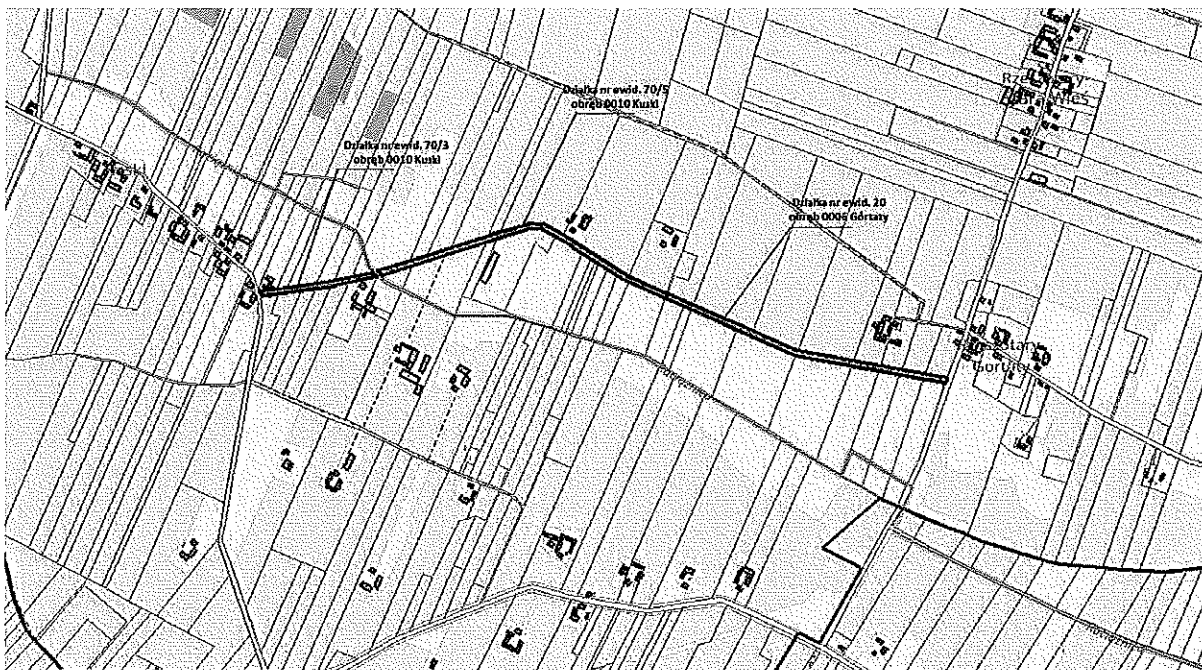 Działka nr ewid. 70/5
obręb 0010 Kuski
Działka nr ewid. 70/3
obręb 0010 Kuski
Działka nr ewid. 20
obręb 0006 Górtaty